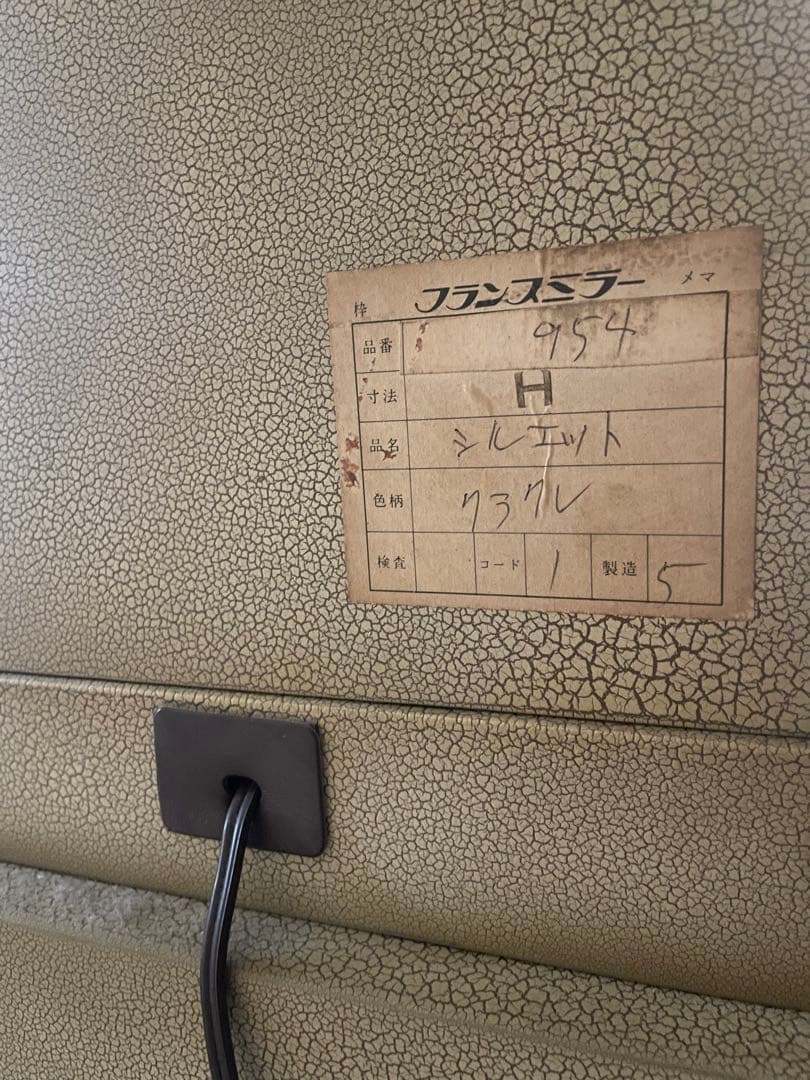 フランスミラー メマ
枠
品番 954
寸法 H
品名 シルエット
色柄 クラクレ
検査 コード 1 製造 5